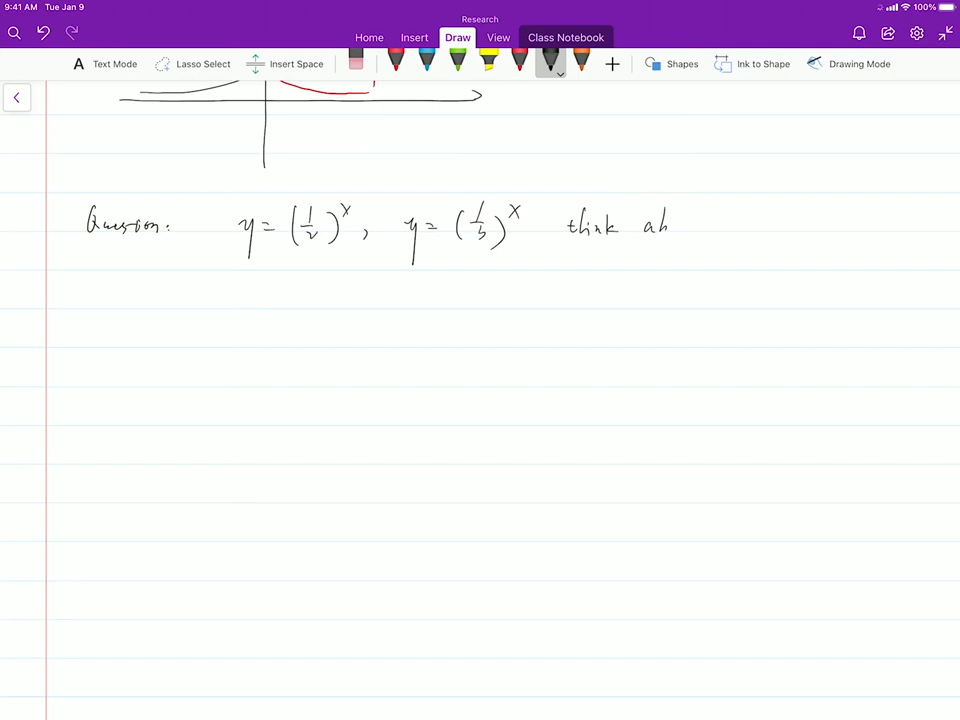 9:41 AM Tue Jan 9 100%
Research
Home Insert Draw View Class Notebook
A Text Mode Lasso Select Insert Space Shapes Ink to Shape Drawing Mode
Question: y = (1/2)^x, y = (1/3)^x think ab